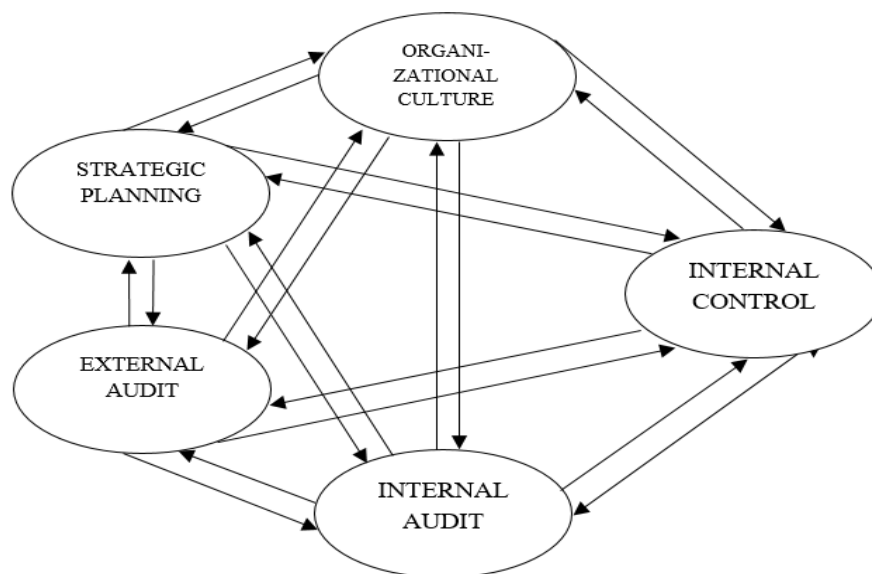 ORGANI-
ZATIONAL
CULTURE
STRATEGIC
PLANNING
INTERNAL
CONTROL
EXTERNAL
AUDIT
INTERNAL
AUDIT